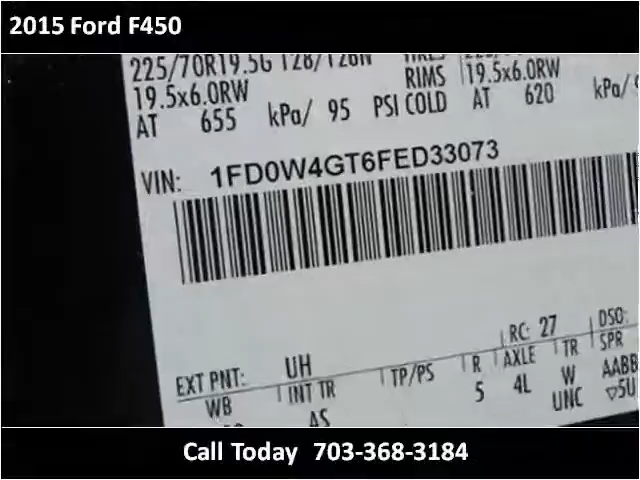 2015 Ford F450
225/70R19.5G 128/126N
RIMS 19.5x6.0RW
19.5x6.0RW
AT 655 kPa/ 95 PSI COLD AT 620 kPa/
VIN: 1FD0W4GT6FED33073
RC: 27 DSO:
EXT PNT: UH
WB INT TR TP/PS R AXLE TR SPR
AS 5 4L W AABB
UNC 5U
Call Today 703-368-3184